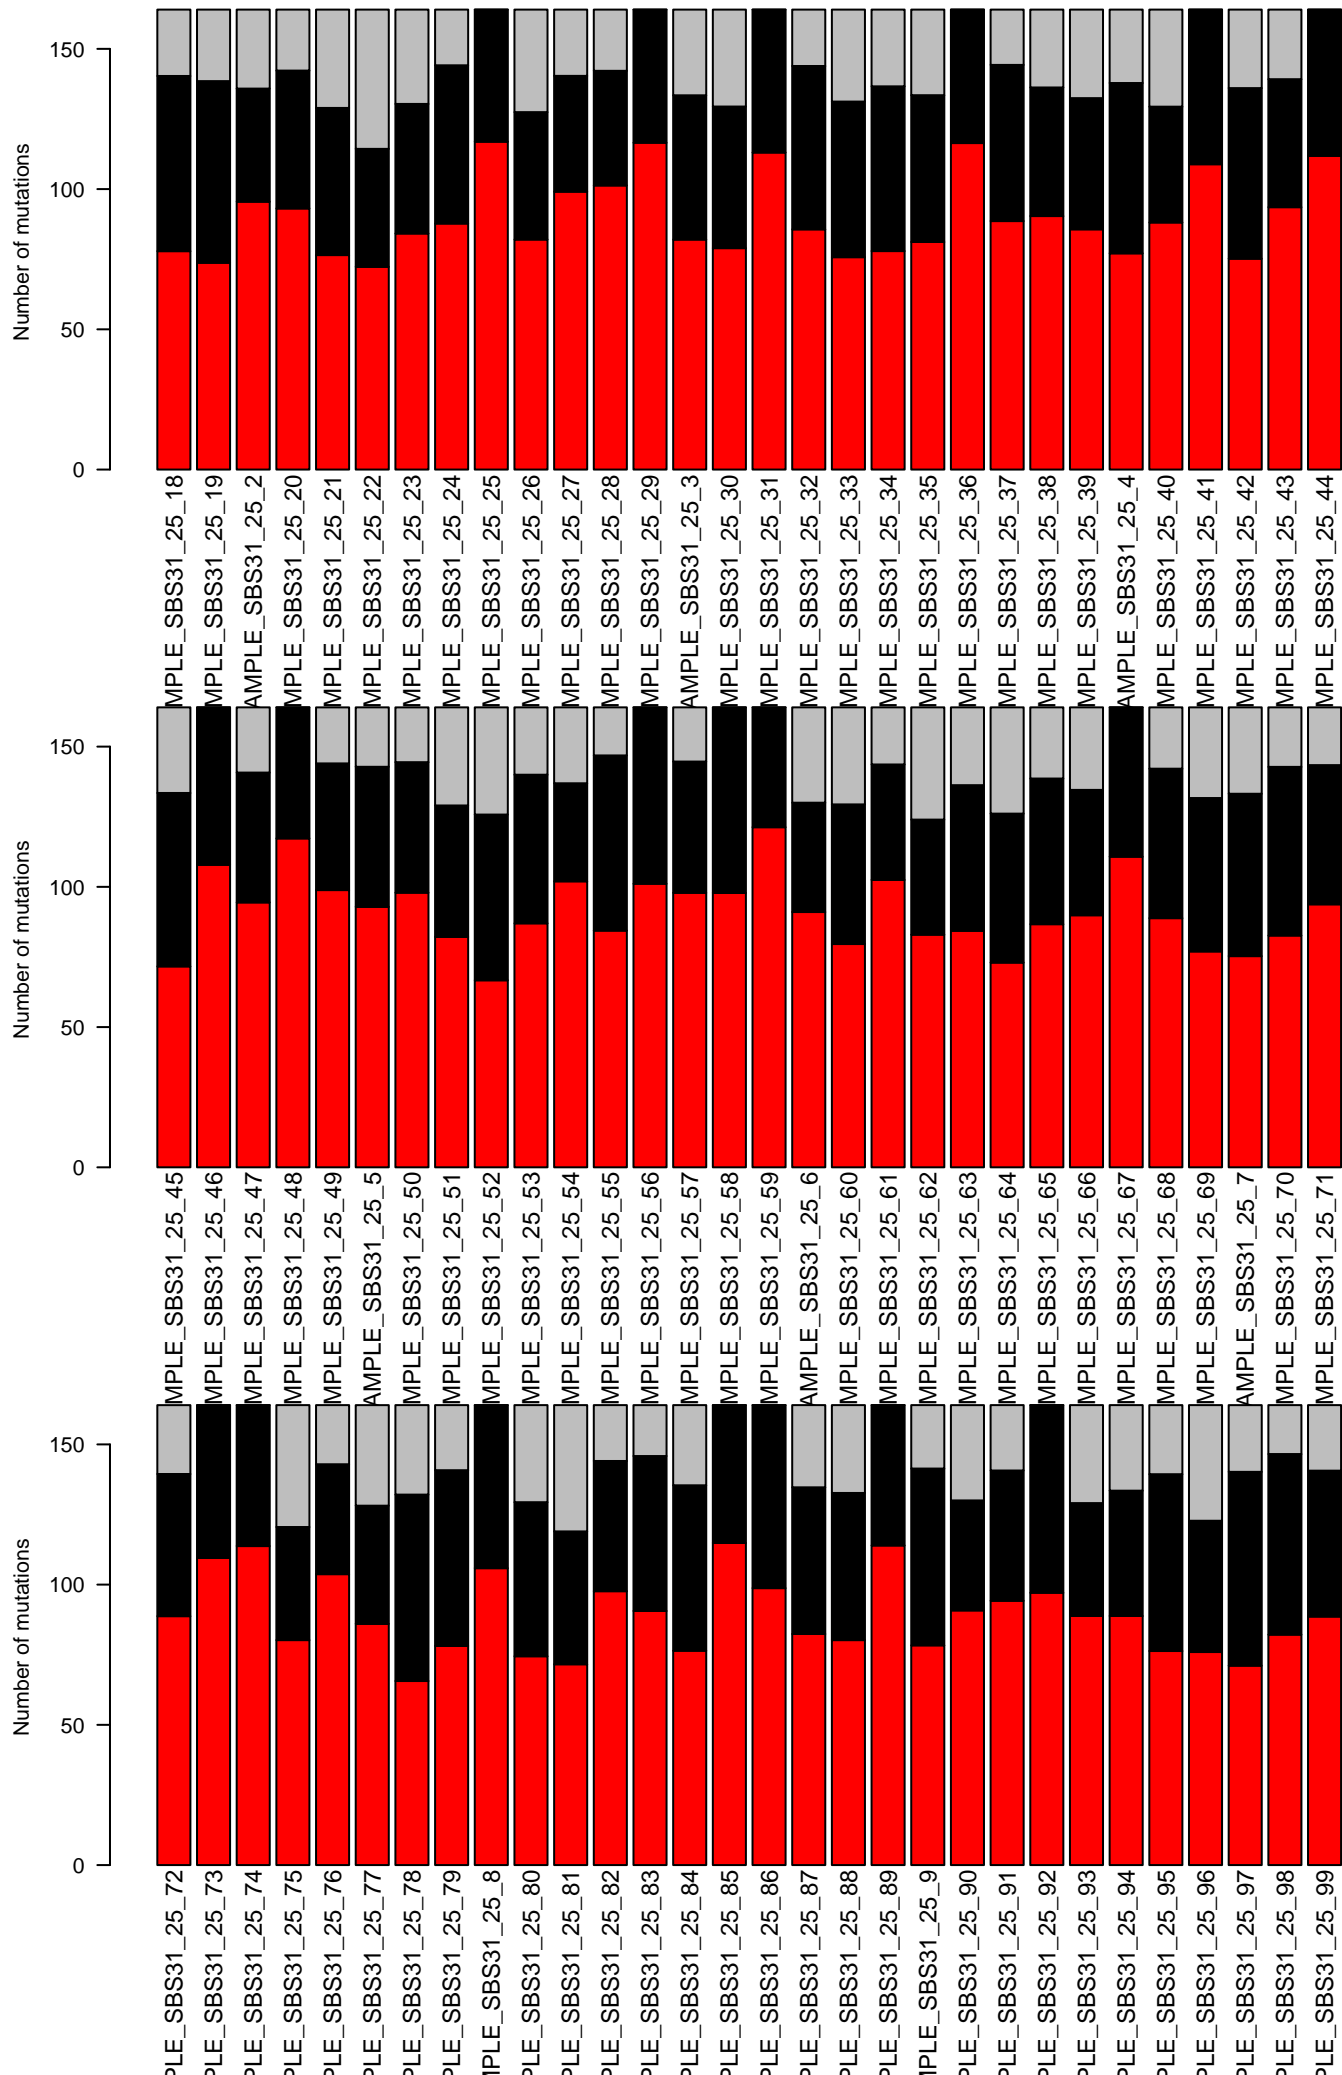 Number of mutations
150
100
50
0
MPLE_SBS31_25_18
MPLE_SBS31_25_19
AMPLE_SBS31_25_2
MPLE_SBS31_25_20
MPLE_SBS31_25_21
MPLE_SBS31_25_22
MPLE_SBS31_25_23
MPLE_SBS31_25_24
MPLE_SBS31_25_25
MPLE_SBS31_25_26
MPLE_SBS31_25_27
MPLE_SBS31_25_28
MPLE_SBS31_25_29
AMPLE_SBS31_25_3
MPLE_SBS31_25_30
MPLE_SBS31_25_31
MPLE_SBS31_25_32
MPLE_SBS31_25_33
MPLE_SBS31_25_34
MPLE_SBS31_25_35
MPLE_SBS31_25_36
MPLE_SBS31_25_37
MPLE_SBS31_25_38
MPLE_SBS31_25_39
AMPLE_SBS31_25_4
MPLE_SBS31_25_40
MPLE_SBS31_25_41
MPLE_SBS31_25_42
MPLE_SBS31_25_43
MPLE_SBS31_25_44
Number of mutations
150
100
50
0
MPLE_SBS31_25_45
MPLE_SBS31_25_46
MPLE_SBS31_25_47
MPLE_SBS31_25_48
MPLE_SBS31_25_49
AMPLE_SBS31_25_5
MPLE_SBS31_25_50
MPLE_SBS31_25_51
MPLE_SBS31_25_52
MPLE_SBS31_25_53
MPLE_SBS31_25_54
MPLE_SBS31_25_55
MPLE_SBS31_25_56
MPLE_SBS31_25_57
MPLE_SBS31_25_58
MPLE_SBS31_25_59
AMPLE_SBS31_25_6
MPLE_SBS31_25_60
MPLE_SBS31_25_61
MPLE_SBS31_25_62
MPLE_SBS31_25_63
MPLE_SBS31_25_64
MPLE_SBS31_25_65
MPLE_SBS31_25_66
MPLE_SBS31_25_67
MPLE_SBS31_25_68
MPLE_SBS31_25_69
AMPLE_SBS31_25_7
MPLE_SBS31_25_70
MPLE_SBS31_25_71
Number of mutations
150
100
50
0
PLE_SBS31_25_72
PLE_SBS31_25_73
PLE_SBS31_25_74
PLE_SBS31_25_75
PLE_SBS31_25_76
PLE_SBS31_25_77
PLE_SBS31_25_78
PLE_SBS31_25_79
MPLE_SBS31_25_8
PLE_SBS31_25_80
PLE_SBS31_25_81
PLE_SBS31_25_82
PLE_SBS31_25_83
PLE_SBS31_25_84
PLE_SBS31_25_85
PLE_SBS31_25_86
PLE_SBS31_25_87
PLE_SBS31_25_88
PLE_SBS31_25_89
MPLE_SBS31_25_9
PLE_SBS31_25_90
PLE_SBS31_25_91
PLE_SBS31_25_92
PLE_SBS31_25_93
PLE_SBS31_25_94
PLE_SBS31_25_95
PLE_SBS31_25_96
PLE_SBS31_25_97
PLE_SBS31_25_98
PLE_SBS31_25_99